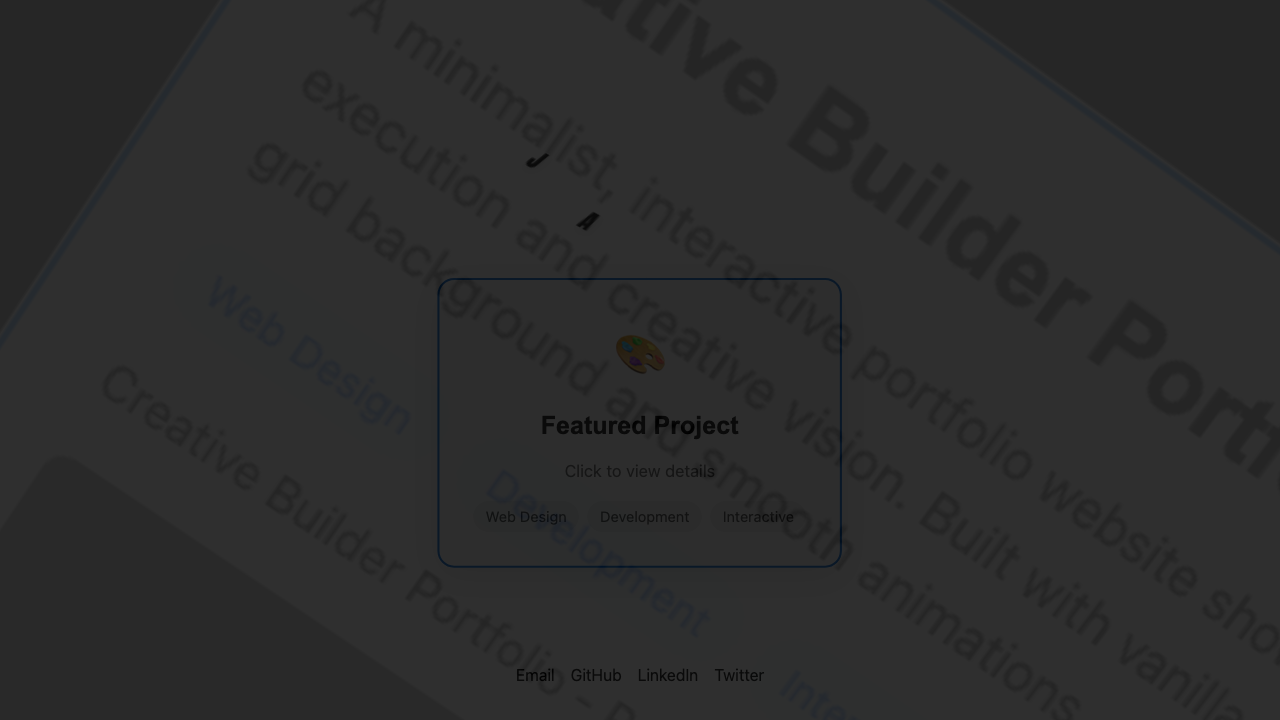 ative Builder Portf
A minimalist, interactive portfolio website sho
execution and creative vision. Built with vanilla
grid background and smooth animations
Web Design
Development
Inte
Creative Builder Portfolio - D
J
A
Featured Project
Click to view details
Web Design Development Interactive
Email GitHub LinkedIn Twitter